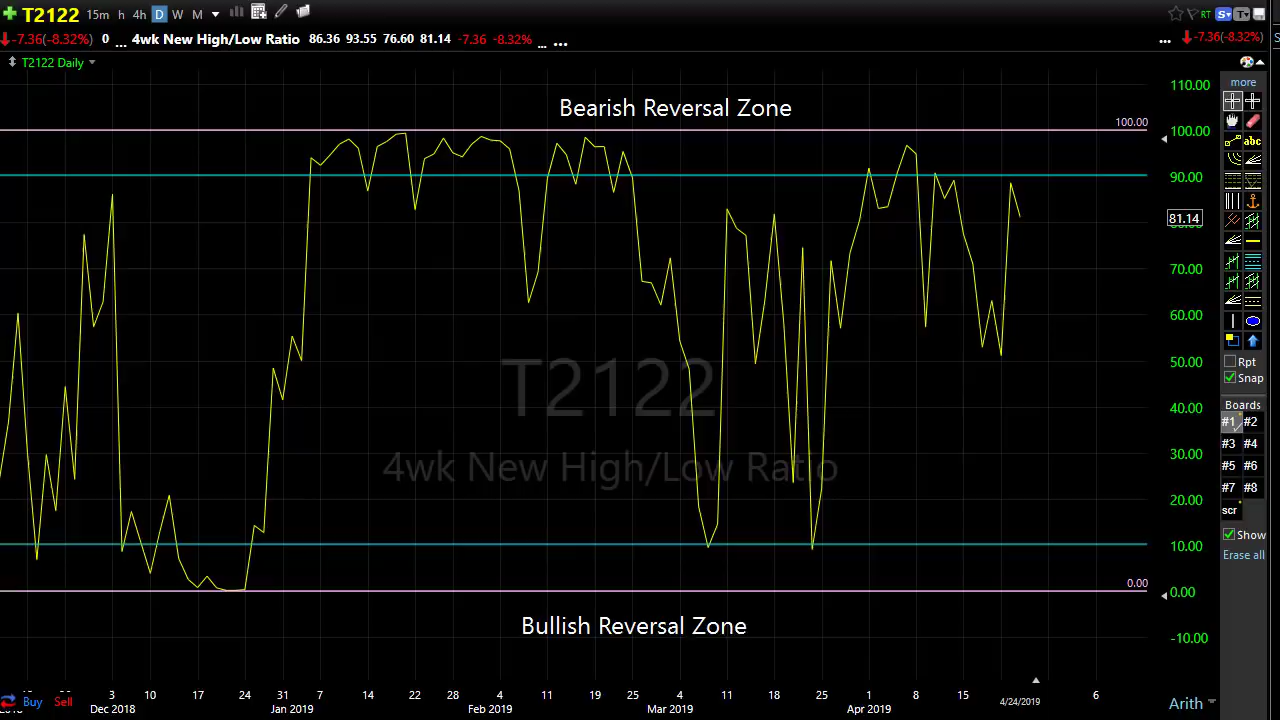 T2122 15m h 4h D W M RT S T
-7.36(-8.32%) 0 ... 4wk New High/Low Ratio 86.36 93.55 76.60 81.14 -7.36 -8.32% ... ... ... -7.36(-8.32%)
T2122 Daily
more
Bearish Reversal Zone
110.00
100.00
100.00
abc
90.00
81.14
70.00
60.00
50.00
Rpt
Snap
T2122
Boards
40.00
#1 #2
#3 #4
30.00
4wk New High/Low Ratio
#5 #6
#7 #8
20.00
scr
Show
10.00
Erase all
0.00
0.00
Bullish Reversal Zone
-10.00
3 10 17 24 31 7 14 22 28 4 11 19 25 4 11 18 25 1 8 15 4/24/2019 6
Buy Sell
Dec 2018 Jan 2019 Feb 2019 Mar 2019 Apr 2019
Arith